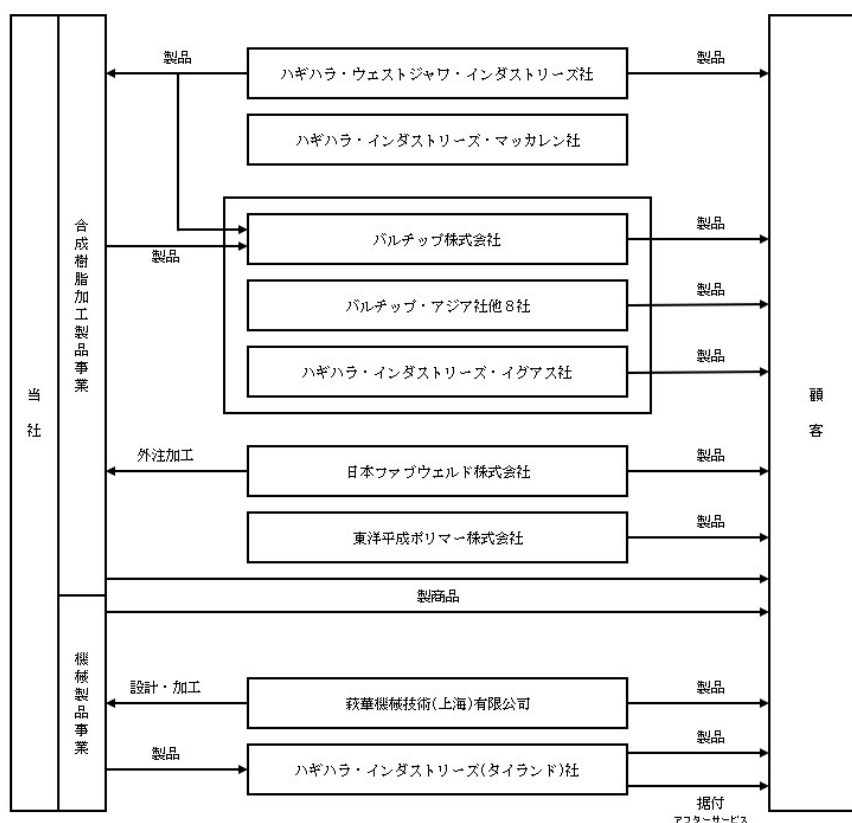 製品
ハギハラ・ウェストジャワ・インダストリーズ社
製品
ハギハラ・インダストリーズ・マッカレン社
合成樹脂加工製品事業
バルチップ株式会社
製品
製品
バルチップ・アジア社他8社
製品
ハギハラ・インダストリーズ・イグアス社
製品
当社
顧客
外注加工
日本ファブウェルド株式会社
製品
東洋平成ポリマー株式会社
製品
製商品
機械製品事業
設計・加工
萩華機械技術(上海)有限公司
製品
製品
ハギハラ・インダストリーズ(タイランド)社
製品
据付
アフターサービス